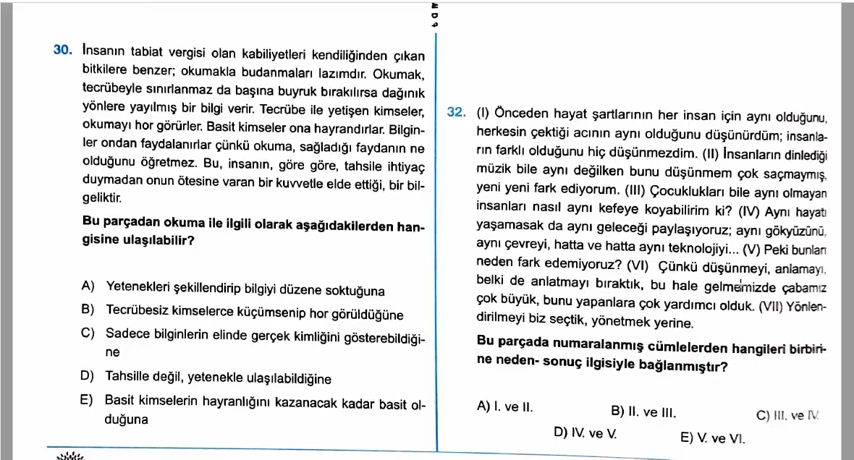 30. İnsanın tabiat vergisi olan kabiliyetleri kendiliğinden çıkan
bitkilere benzer; okumakla budanmaları lazımdır. Okumak,
tecrübeyle sınırlanmaz da başına buyruk bırakılırsa dağınık
yönlere yayılmış bir bilgi verir. Tecrübe ile yetişen kimseler,
okumayı hor görürler. Basit kimseler ona hayrandırlar. Bilgin-
ler ondan faydalanırlar çünkü okuma, sağladığı faydanın ne
olduğunu öğretmez. Bu, insanın, göre göre, tahsile ihtiyaç
duymadan onun ötesine varan bir kuvvetle elde ettiği, bir bil-
geliktir.
Bu parçadan okuma ile ilgili olarak aşağıdakilerden han-
gisine ulaşılabilir?
A) Yetenekleri şekillendirip bilgiyi düzene soktuğuna
B) Tecrübesiz kimselerce küçümsenip hor görüldüğüne
C) Sadece bilginlerin elinde gerçek kimliğini gösterebildiği-
ne
D) Tahsille değil, yetenekle ulaşılabildiğine
E) Basit kimselerin hayranlığını kazanacak kadar basit ol-
duğuna
32. (I) Önceden hayat şartlarının her insan için aynı olduğunu,
herkesin çektiği acının aynı olduğunu düşünürdüm; insanla-
rın farklı olduğunu hiç düşünmezdim. (II) İnsanların dinlediği
müzik bile aynı değilken bunu düşünmem çok saçmaymış,
yeni yeni fark ediyorum. (III) Çocuklukları bile aynı olmayan
insanları nasıl aynı kefeye koyabilirim ki? (IV) Aynı hayatı
yaşamasak da aynı geleceği paylaşıyoruz; aynı gökyüzünü,
aynı çevreyi, hatta ve hatta aynı teknolojiyi... (V) Peki bunları
neden fark edemiyoruz? (VI) Çünkü düşünmeyi, anlamayı,
belki de anlatmayı bıraktık, bu hale gelmemizde çabamız
çok büyük, bunu yapanlara çok yardımcı olduk. (VII) Yönlen-
dirilmeyi biz seçtik, yönetmek yerine.
Bu parçada numaralanmış cümlelerden hangileri birbiri-
ne neden- sonuç ilgisiyle bağlanmıştır?
A) I. ve II.
B) II. ve III.
C) III. ve IV.
D) IV. ve V.
E) V. ve VI.